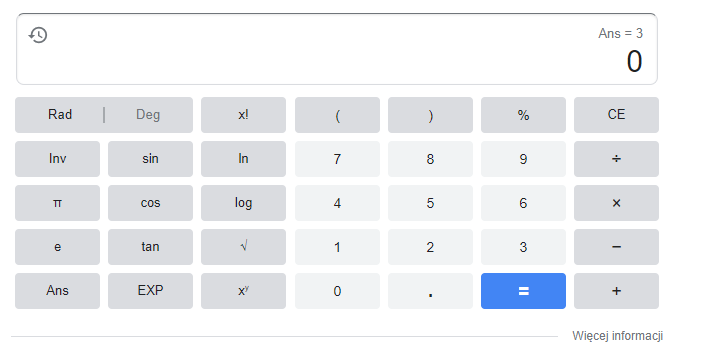 Ans = 3
0
Rad | Deg x! ( ) % CE
Inv sin ln 7 8 9 ÷
π cos log 4 5 6 ×
e tan √ 1 2 3 −
Ans EXP xʸ 0 . = +
Więcej informacji